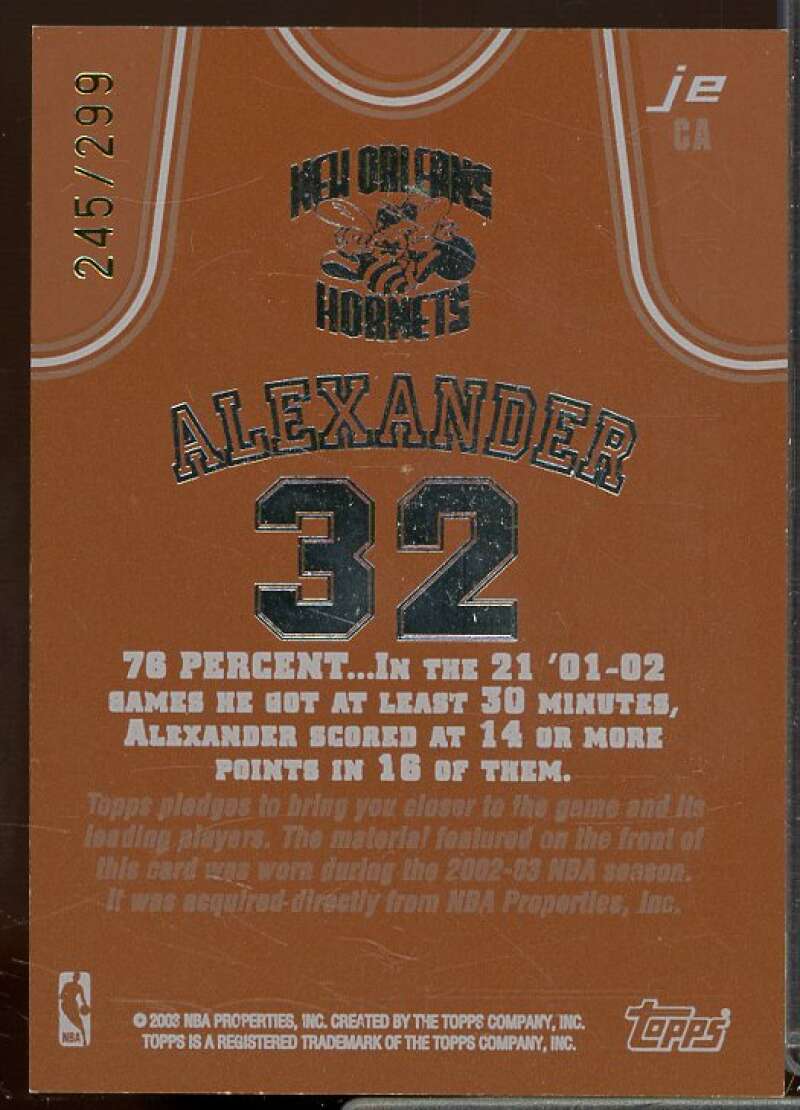 245/299
je
CA
NEW ORLEANS
HORNETS
ALEXANDER
32
76 PERCENT...IN THE 21 '01-02
GAMES HE GOT AT LEAST 30 MINUTES,
ALEXANDER SCORED AT 14 OR MORE
POINTS IN 16 OF THEM.
Topps pledges to bring you closer to the game and its
leading players. The material featured on the front of
this card was worn during the 2002-03 NBA season.
It was acquired directly from NBA Properties, Inc.
NBA
© 2003 NBA PROPERTIES, INC. CREATED BY THE TOPPS COMPANY, INC.
TOPPS IS A REGISTERED TRADEMARK OF THE TOPPS COMPANY, INC.
topps